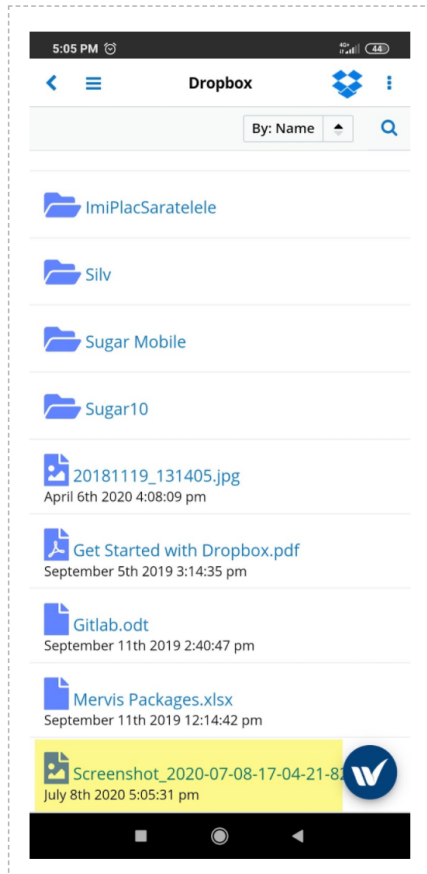 5:05 PM
4G+
44
Dropbox
By: Name
ImiPlacSaratelele
Silv
Sugar Mobile
Sugar10
20181119_131405.jpg
April 6th 2020 4:08:09 pm
Get Started with Dropbox.pdf
September 5th 2019 3:14:35 pm
Gitlab.odt
September 11th 2019 2:40:47 pm
Mervis Packages.xlsx
September 11th 2019 12:14:42 pm
Screenshot_2020-07-08-17-04-21-82
July 8th 2020 5:05:31 pm